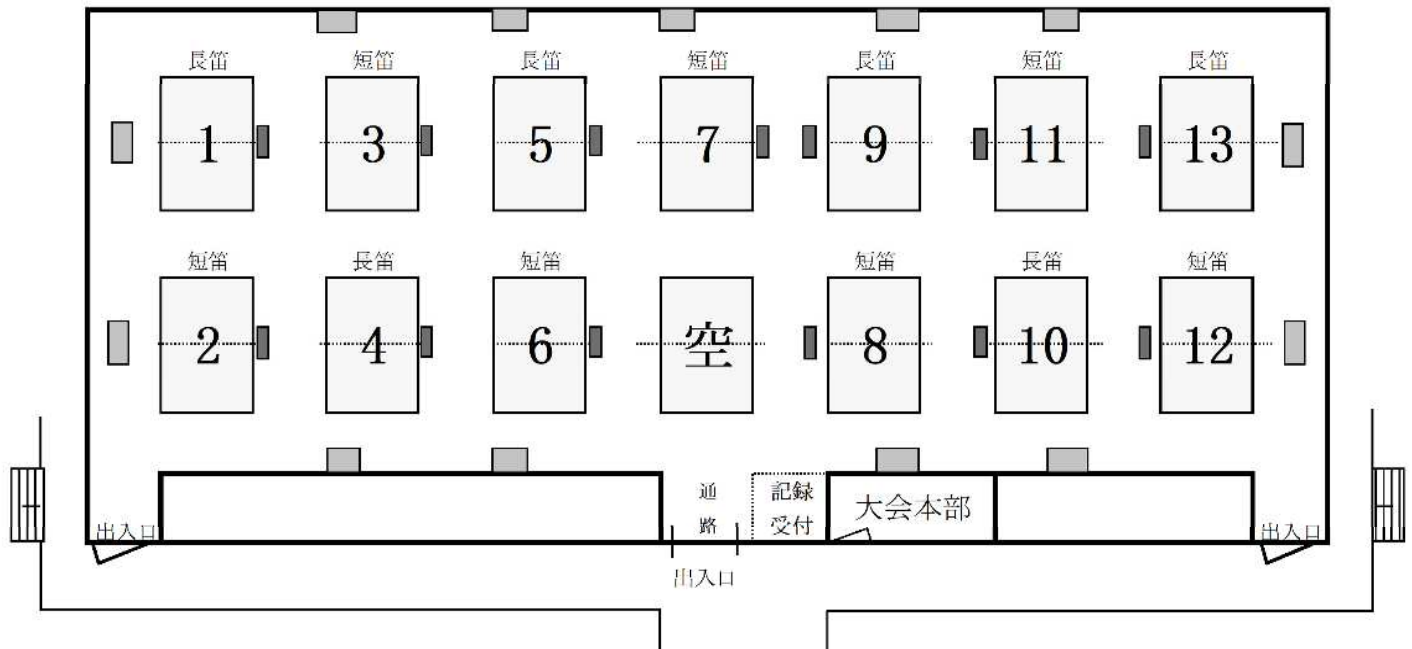 長笛 短笛 長笛 短笛 長笛 短笛 長笛
1 3 5 7 9 11 13
短笛 長笛 短笛 短笛 長笛 短笛
2 4 6 空 8 10 12
通路
記録
受付
大会本部
出入口
出入口
出入口